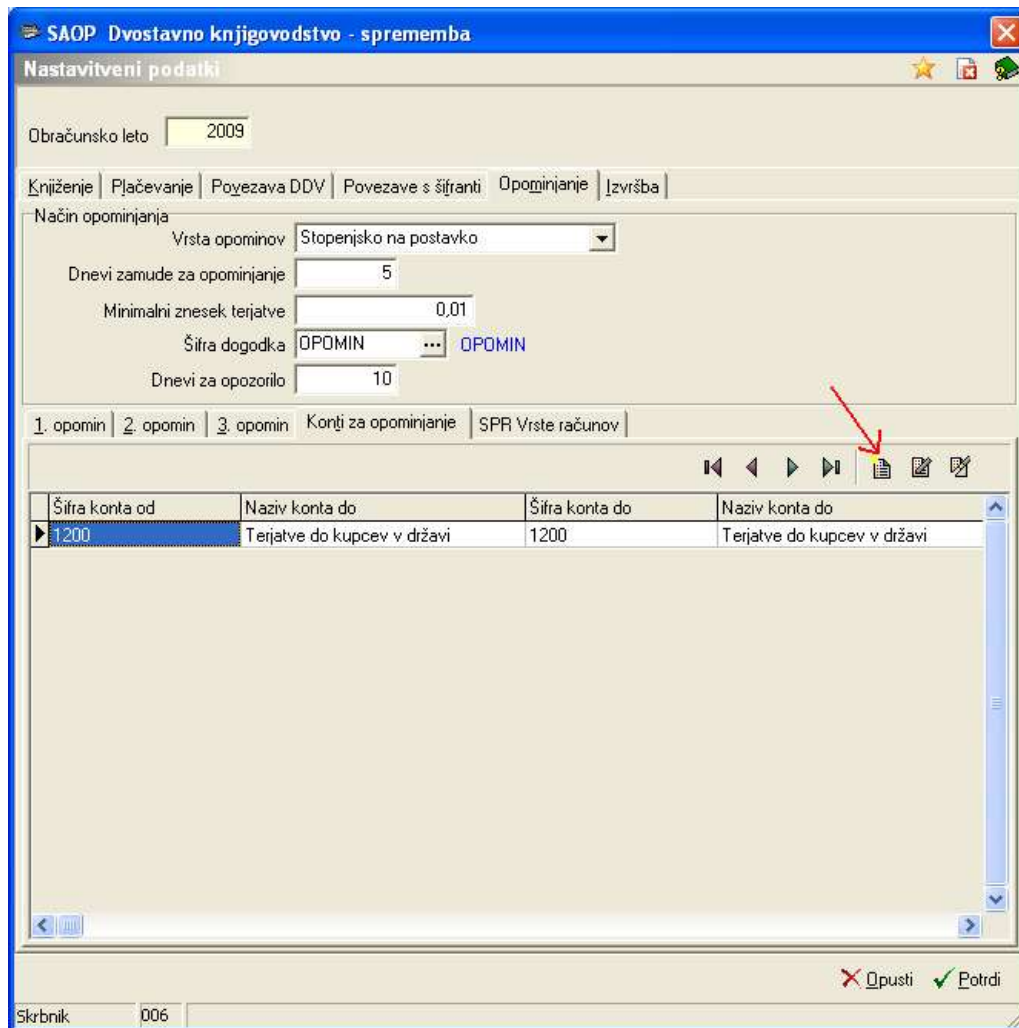 SAOP Dvostavno knjigovodstvo - sprememba
Nastavitveni podatki
Obračunsko leto 2009
Knjiženje Plačevanje Povezava DDV Povezave s šifranti Opominjanje Izvršba
Način opominjanja
Vrsta opominov Stopenjsko na postavko
Dnevi zamude za opominjanje 5
Minimalni znesek terjatve 0,01
Šifra dogodka OPOMIN ... OPOMIN
Dnevi za opozorilo 10
1. opomin 2. opomin 3. opomin Konti za opominjanje SPR Vrste računov
Šifra konta od Naziv konta do Šifra konta do Naziv konta do
1200 Terjatve do kupcev v državi 1200 Terjatve do kupcev v državi
Opusti Potrdi
Skrbnik 006